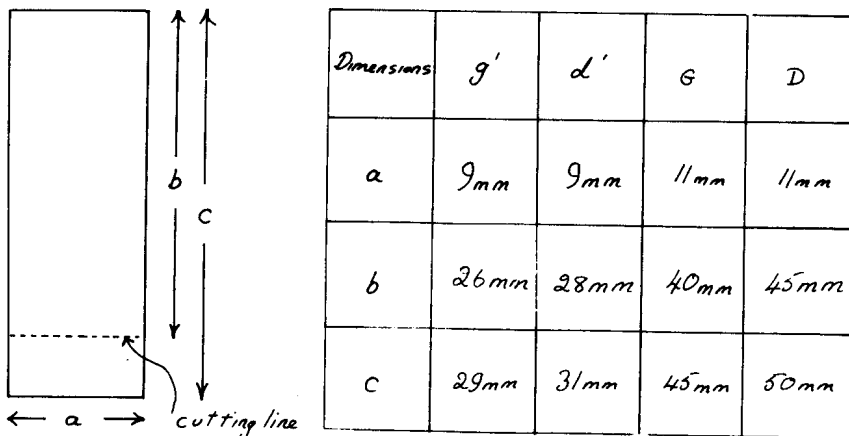 b
c
a
cutting line
Dimensions g' d' G D
a 9mm 9mm 11mm 11mm
b 26mm 28mm 40mm 45mm
c 29mm 31mm 45mm 50mm